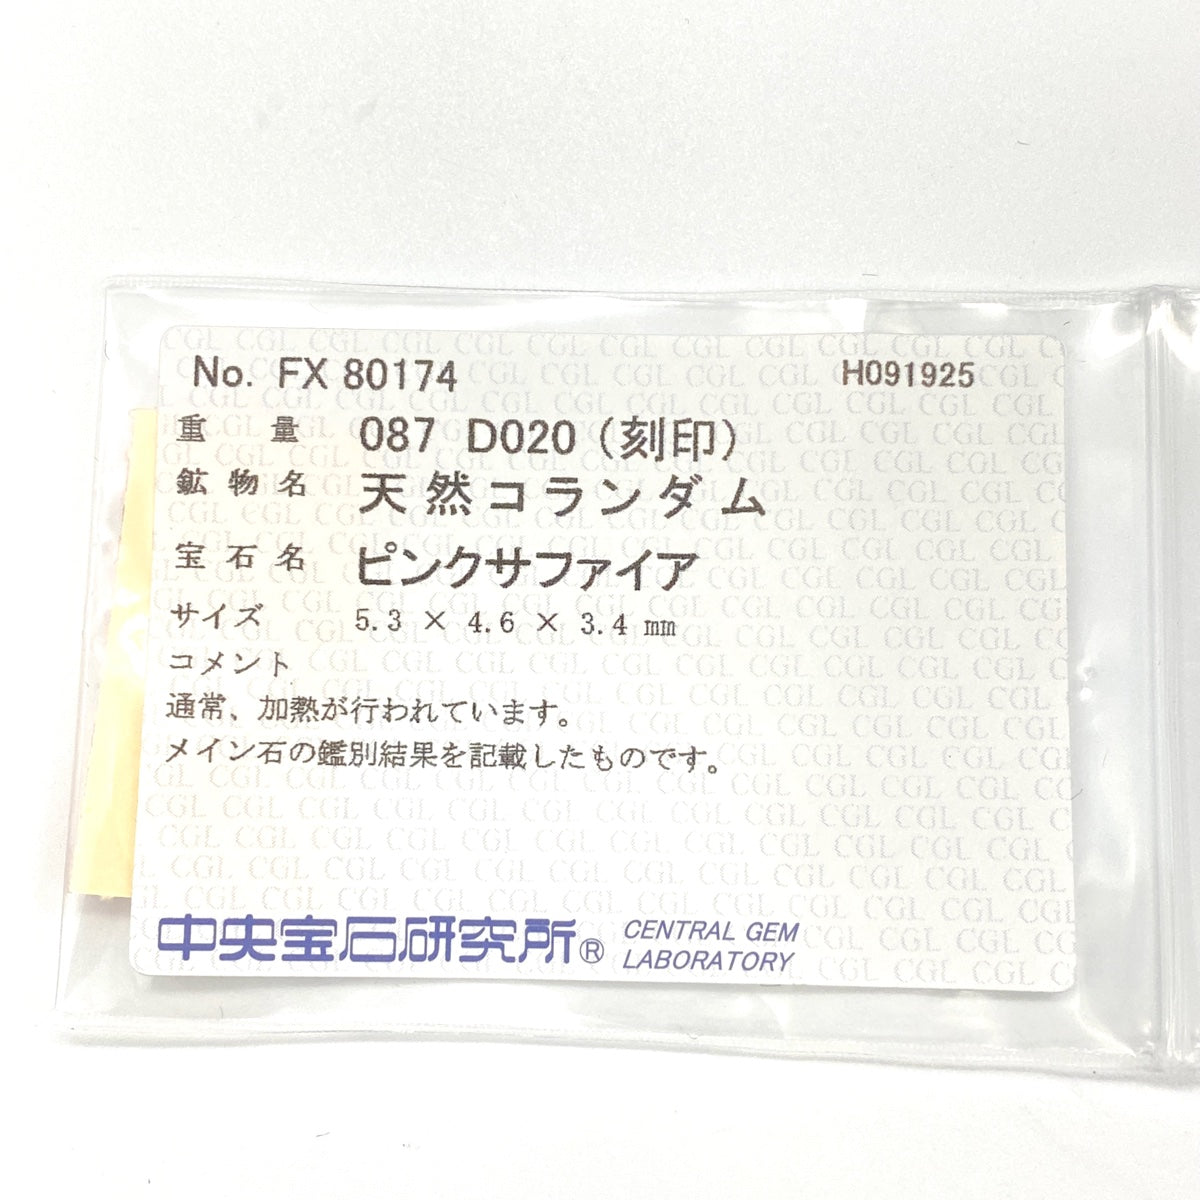 No. FX 80174 H091925
重量 087 D020 (刻印)
鉱物名 天然コランダム
宝石名 ピンクサファイア
サイズ 5.3 × 4.6 × 3.4 mm
コメント
通常、加熱が行われています。
メイン石の鑑別結果を記載したものです。
中央宝石研究所® CENTRAL GEM
LABORATORY